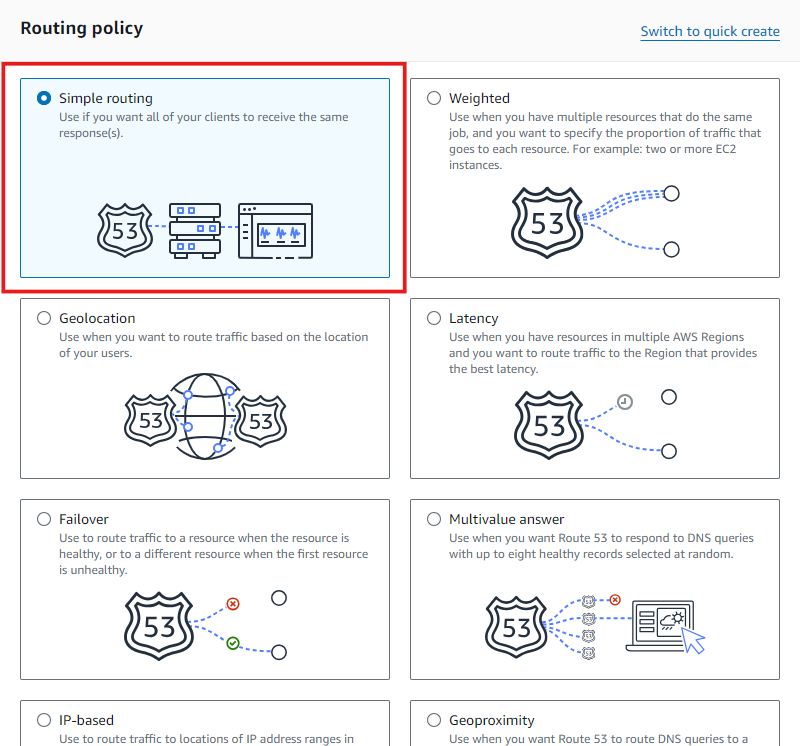 Routing policy
Switch to quick create
Simple routing
Use if you want all of your clients to receive the same
response(s).
53
Weighted
Use when you have multiple resources that do the same
job, and you want to specify the proportion of traffic that
goes to each resource. For example: two or more EC2
instances.
53
Geolocation
Use when you want to route traffic based on the location
of your users.
53
53
Latency
Use when you have resources in multiple AWS Regions
and you want to route traffic to the Region that provides
the best latency.
53
Failover
Use to route traffic to a resource when the resource is
healthy, or to a different resource when the first resource
is unhealthy.
53
Multivalue answer
Use when you want Route 53 to respond to DNS queries
with up to eight healthy records selected at random.
53
IP-based
Use to route traffic to locations of IP address ranges in
Geoproximity
Use when you want Route 53 to route DNS queries to a